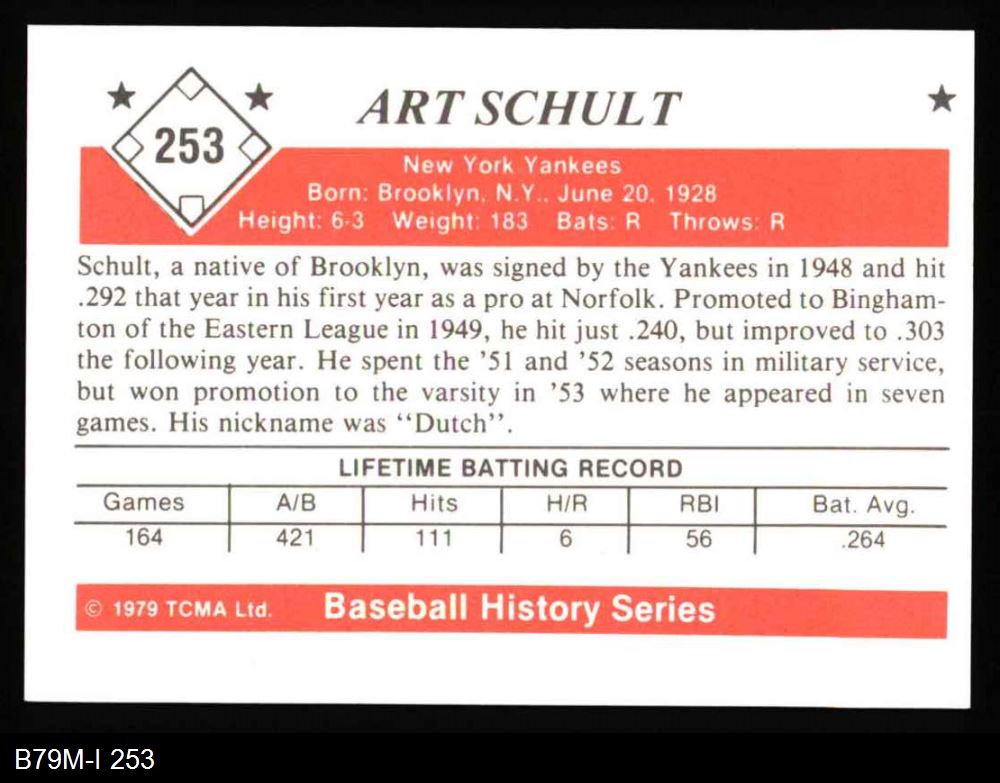 253
ART SCHULT
New York Yankees
Born: Brooklyn, N.Y., June 20, 1928
Height: 6-3 Weight: 183 Bats: R Throws: R
Schult, a native of Brooklyn, was signed by the Yankees in 1948 and hit
.292 that year in his first year as a pro at Norfolk. Promoted to Bingham-
ton of the Eastern League in 1949, he hit just .240, but improved to .303
the following year. He spent the '51 and '52 seasons in military service,
but won promotion to the varsity in '53 where he appeared in seven
games. His nickname was "Dutch".
LIFETIME BATTING RECORD
Games A/B Hits H/R RBI Bat. Avg.
164 421 111 6 56 .264
© 1979 TCMA Ltd. Baseball History Series
B79M-I 253